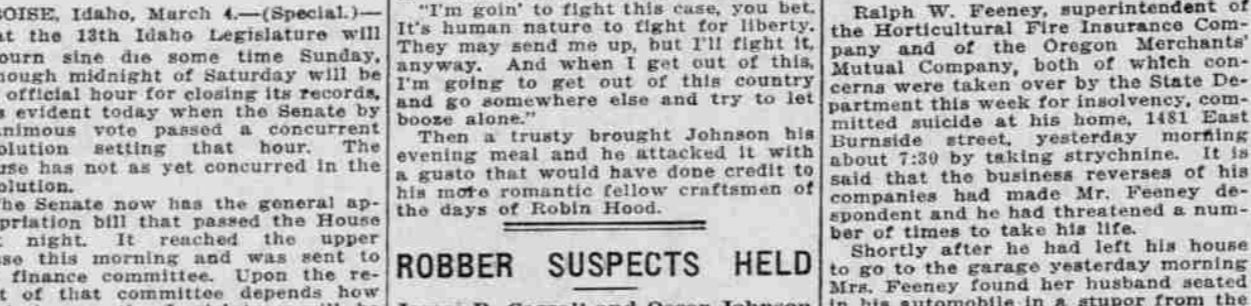 OISE, Idaho, March 4.—(Special.)—
at the 13th Idaho Legislature will
ourn sine die some time Sunday,
hough midnight of Saturday will be
official hour for closing its records,
s evident today when the Senate by
animous vote passed a concurrent
olution setting that hour. The
use has not as yet concurred in the
olution.
he Senate now has the general ap-
priation bill that passed the House
t night. It reached the upper
se this morning and was sent to
finance committee. Upon the re-
t of that committee depends how
"I'm goin' to fight this case, you bet.
It's human nature to fight for liberty.
They may send me up, but I'll fight it,
anyway. And when I get out of this,
I'm going to get out of this country
and go somewhere else and try to let
booze alone."
Then a trusty brought Johnson his
evening meal and he attacked it with
a gusto that would have done credit to
his more romantic fellow craftsmen of
the days of Robin Hood.
ROBBER SUSPECTS HELD
Ralph W. Feeney, superintendent of
the Horticultural Fire Insurance Com-
pany and of the Oregon Merchants'
Mutual Company, both of which con-
cerns were taken over by the State De-
partment this week for insolvency, com-
mitted suicide at his home, 1481 East
Burnside street, yesterday morning
about 7:30 by taking strychnine. It is
said that the business reverses of his
companies had made Mr. Feeney de-
spondent and he had threatened a num-
ber of times to take his life.
Shortly after he had left his house
to go to the garage yesterday morning
Mrs. Feeney found her husband seated
in his automobile in a stupor from the